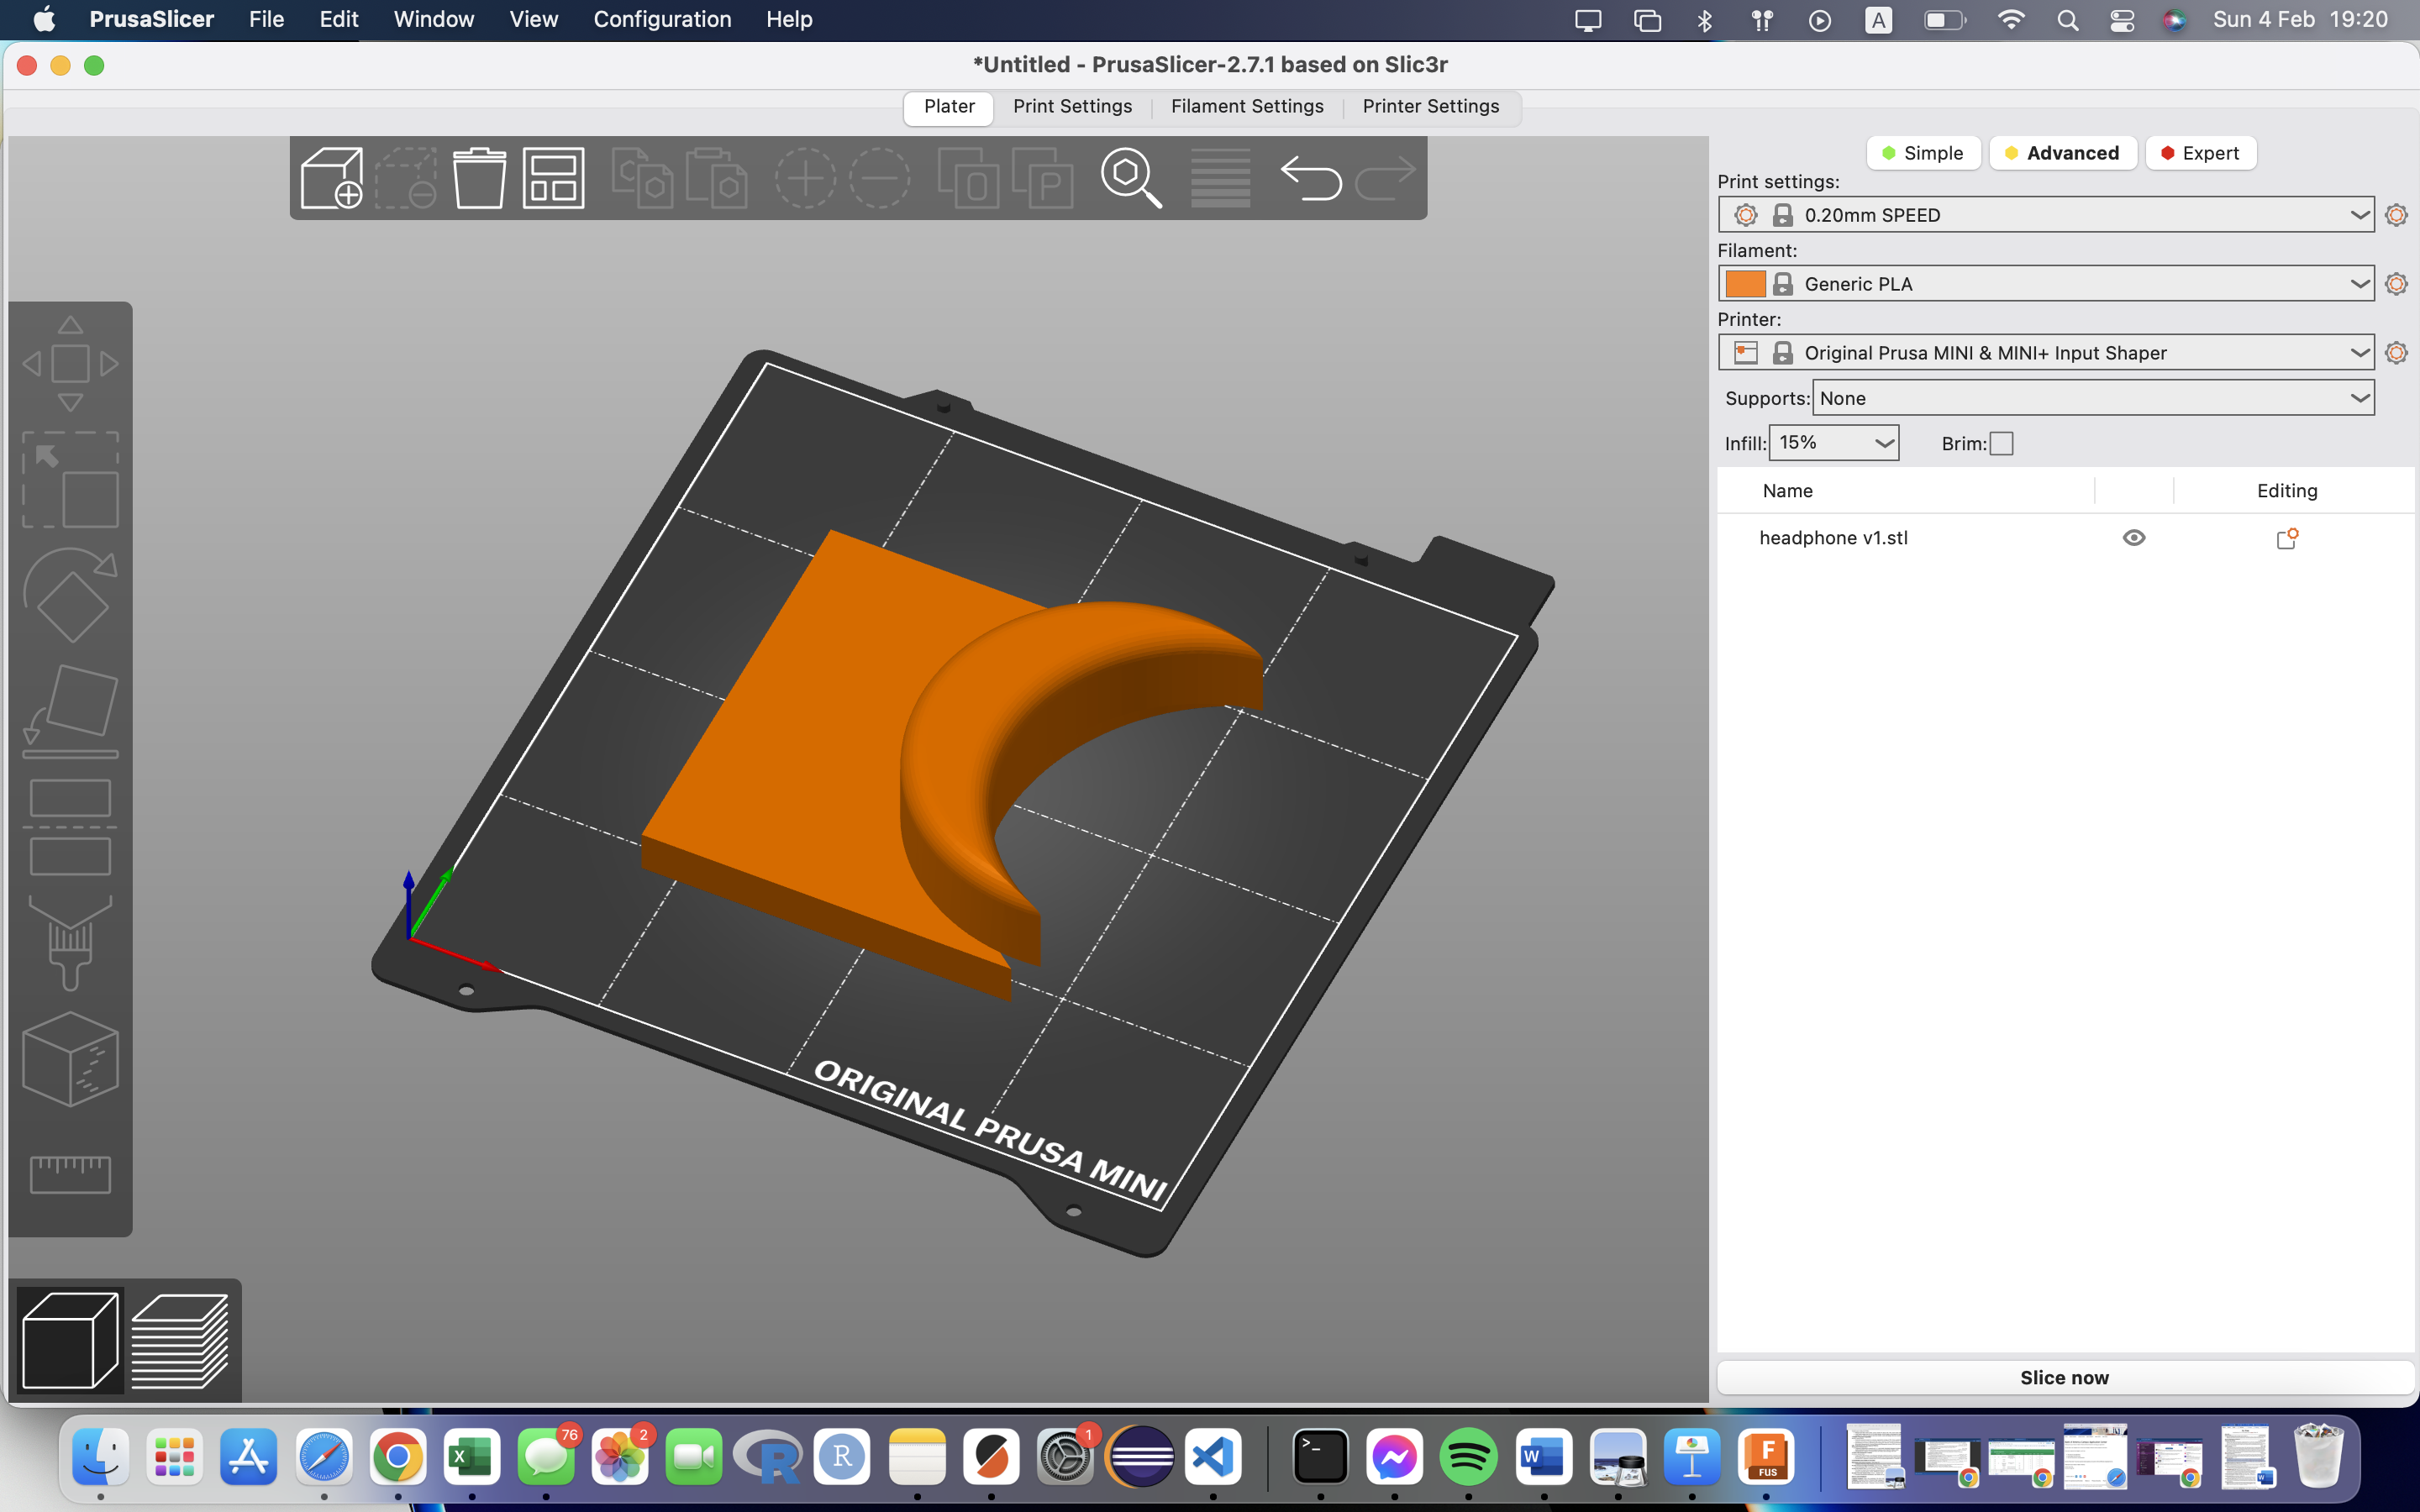 PrusaSlicer File Edit Window View Configuration Help A Sun 4 Feb 19:20
*Untitled - PrusaSlicer-2.7.1 based on Slic3r
Plater Print Settings Filament Settings Printer Settings
Simple Advanced Expert
Print settings:
0.20mm SPEED
Filament:
Generic PLA
Printer:
Original Prusa MINI & MINI+ Input Shaper
Supports: None
Infill: 15% Brim:
Name Editing
headphone v1.stl
C O P
ORIGINAL PRUSA MINI
Slice now
76 2 1
X R R >_ W F
FUS